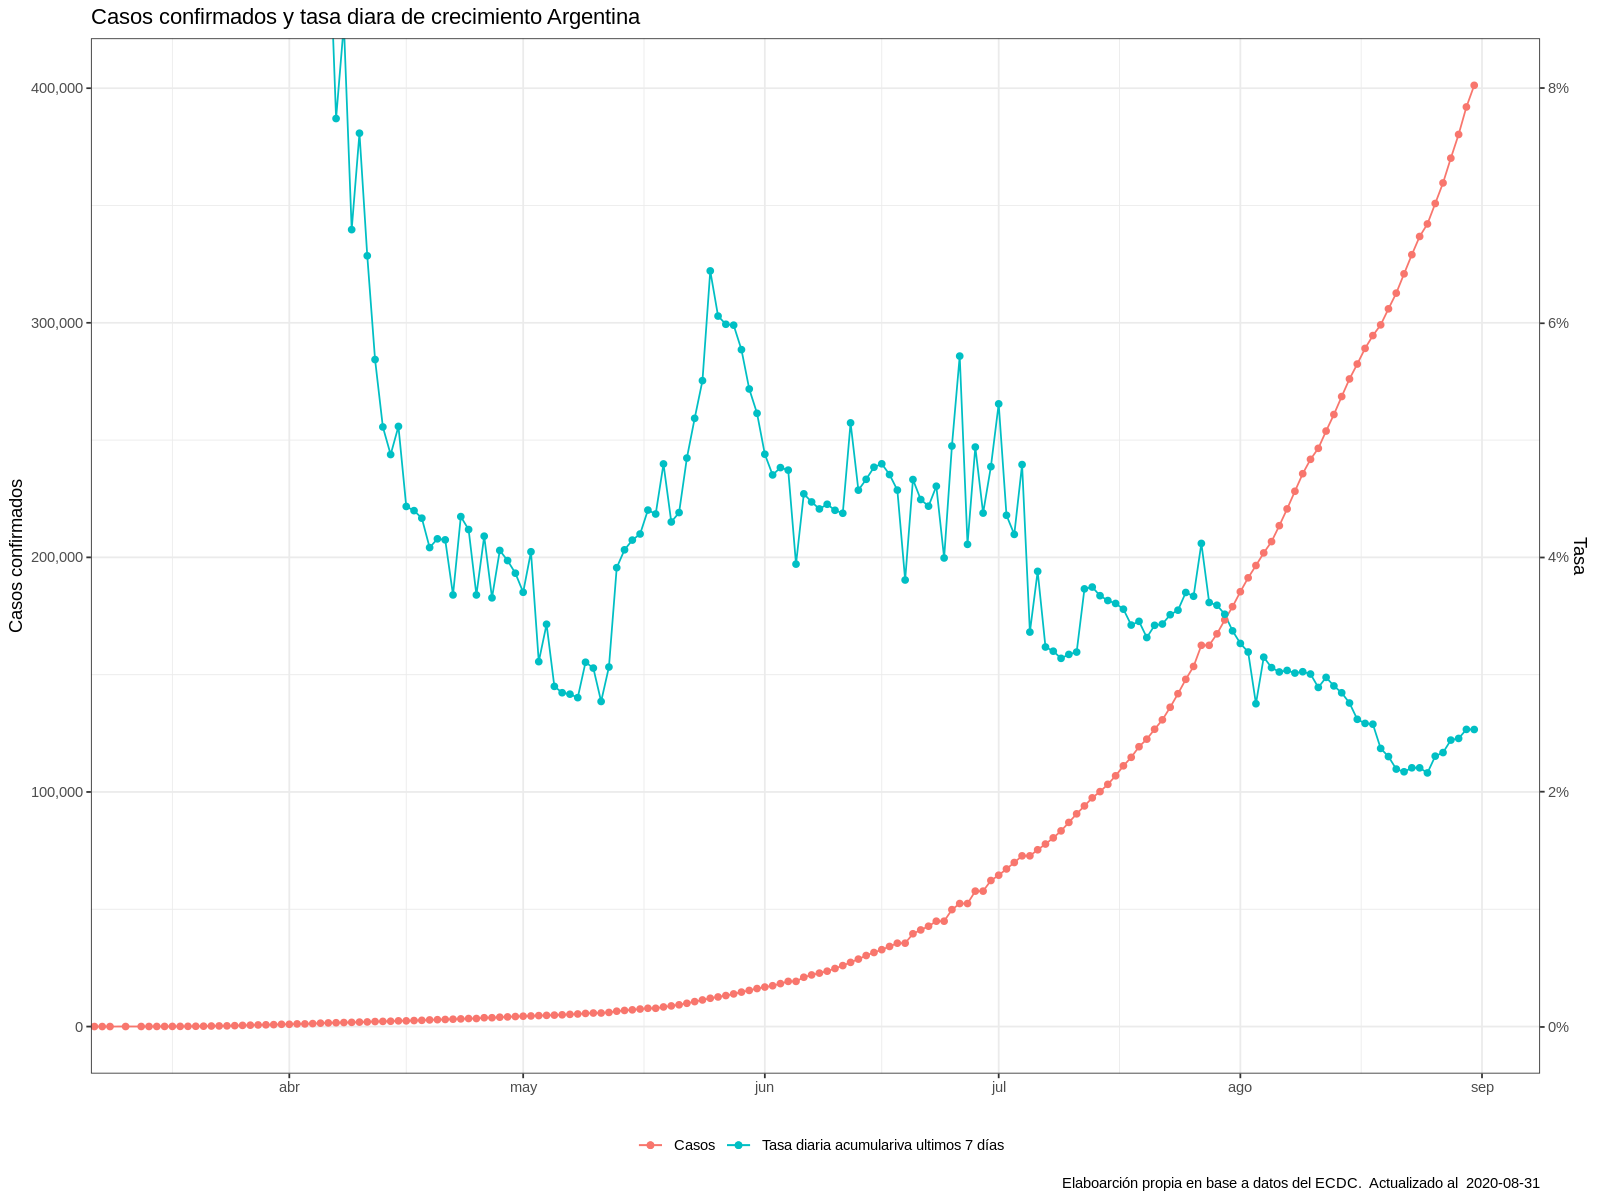 Casos confirmados y tasa diara de crecimiento Argentina
Casos confirmados
400,000
300,000
200,000
100,000
0
8%
6%
4%
2%
0%
Tasa
abr
may
jun
jul
ago
sep
Casos
Tasa diaria acumulariva ultimos 7 días
Elaboarción propia en base a datos del ECDC.  Actualizado al  2020-08-31